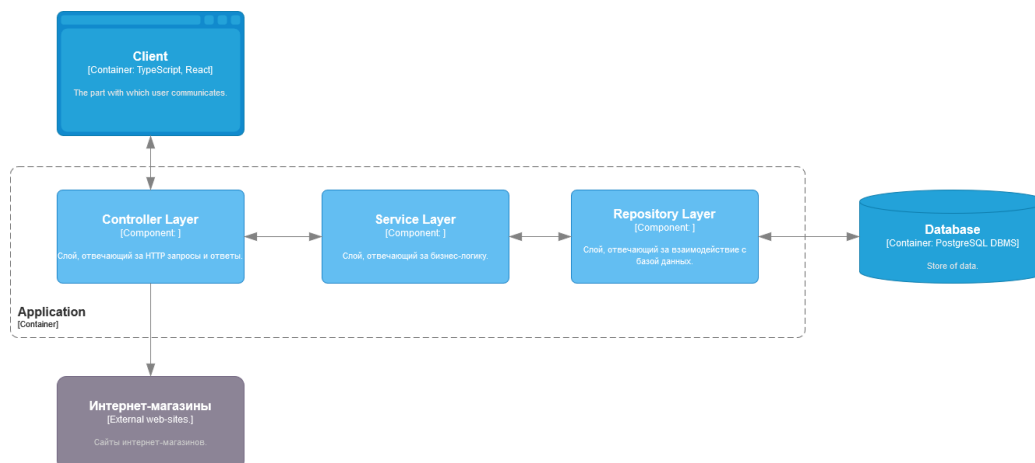 Client
[Container: TypeScript, React]
The part with which user communicates.
Controller Layer
[Component: ]
Слой, отвечающий за HTTP запросы и ответы.
Service Layer
[Component: ]
Слой, отвечающий за бизнес-логику.
Repository Layer
[Component: ]
Слой, отвечающий за взаимодействие с
базой данных.
Database
[Container: PostgreSQL DBMS]
Store of data.
Application
[Container]
Интернет-магазины
[External web-sites.]
Сайты интернет-магазинов.